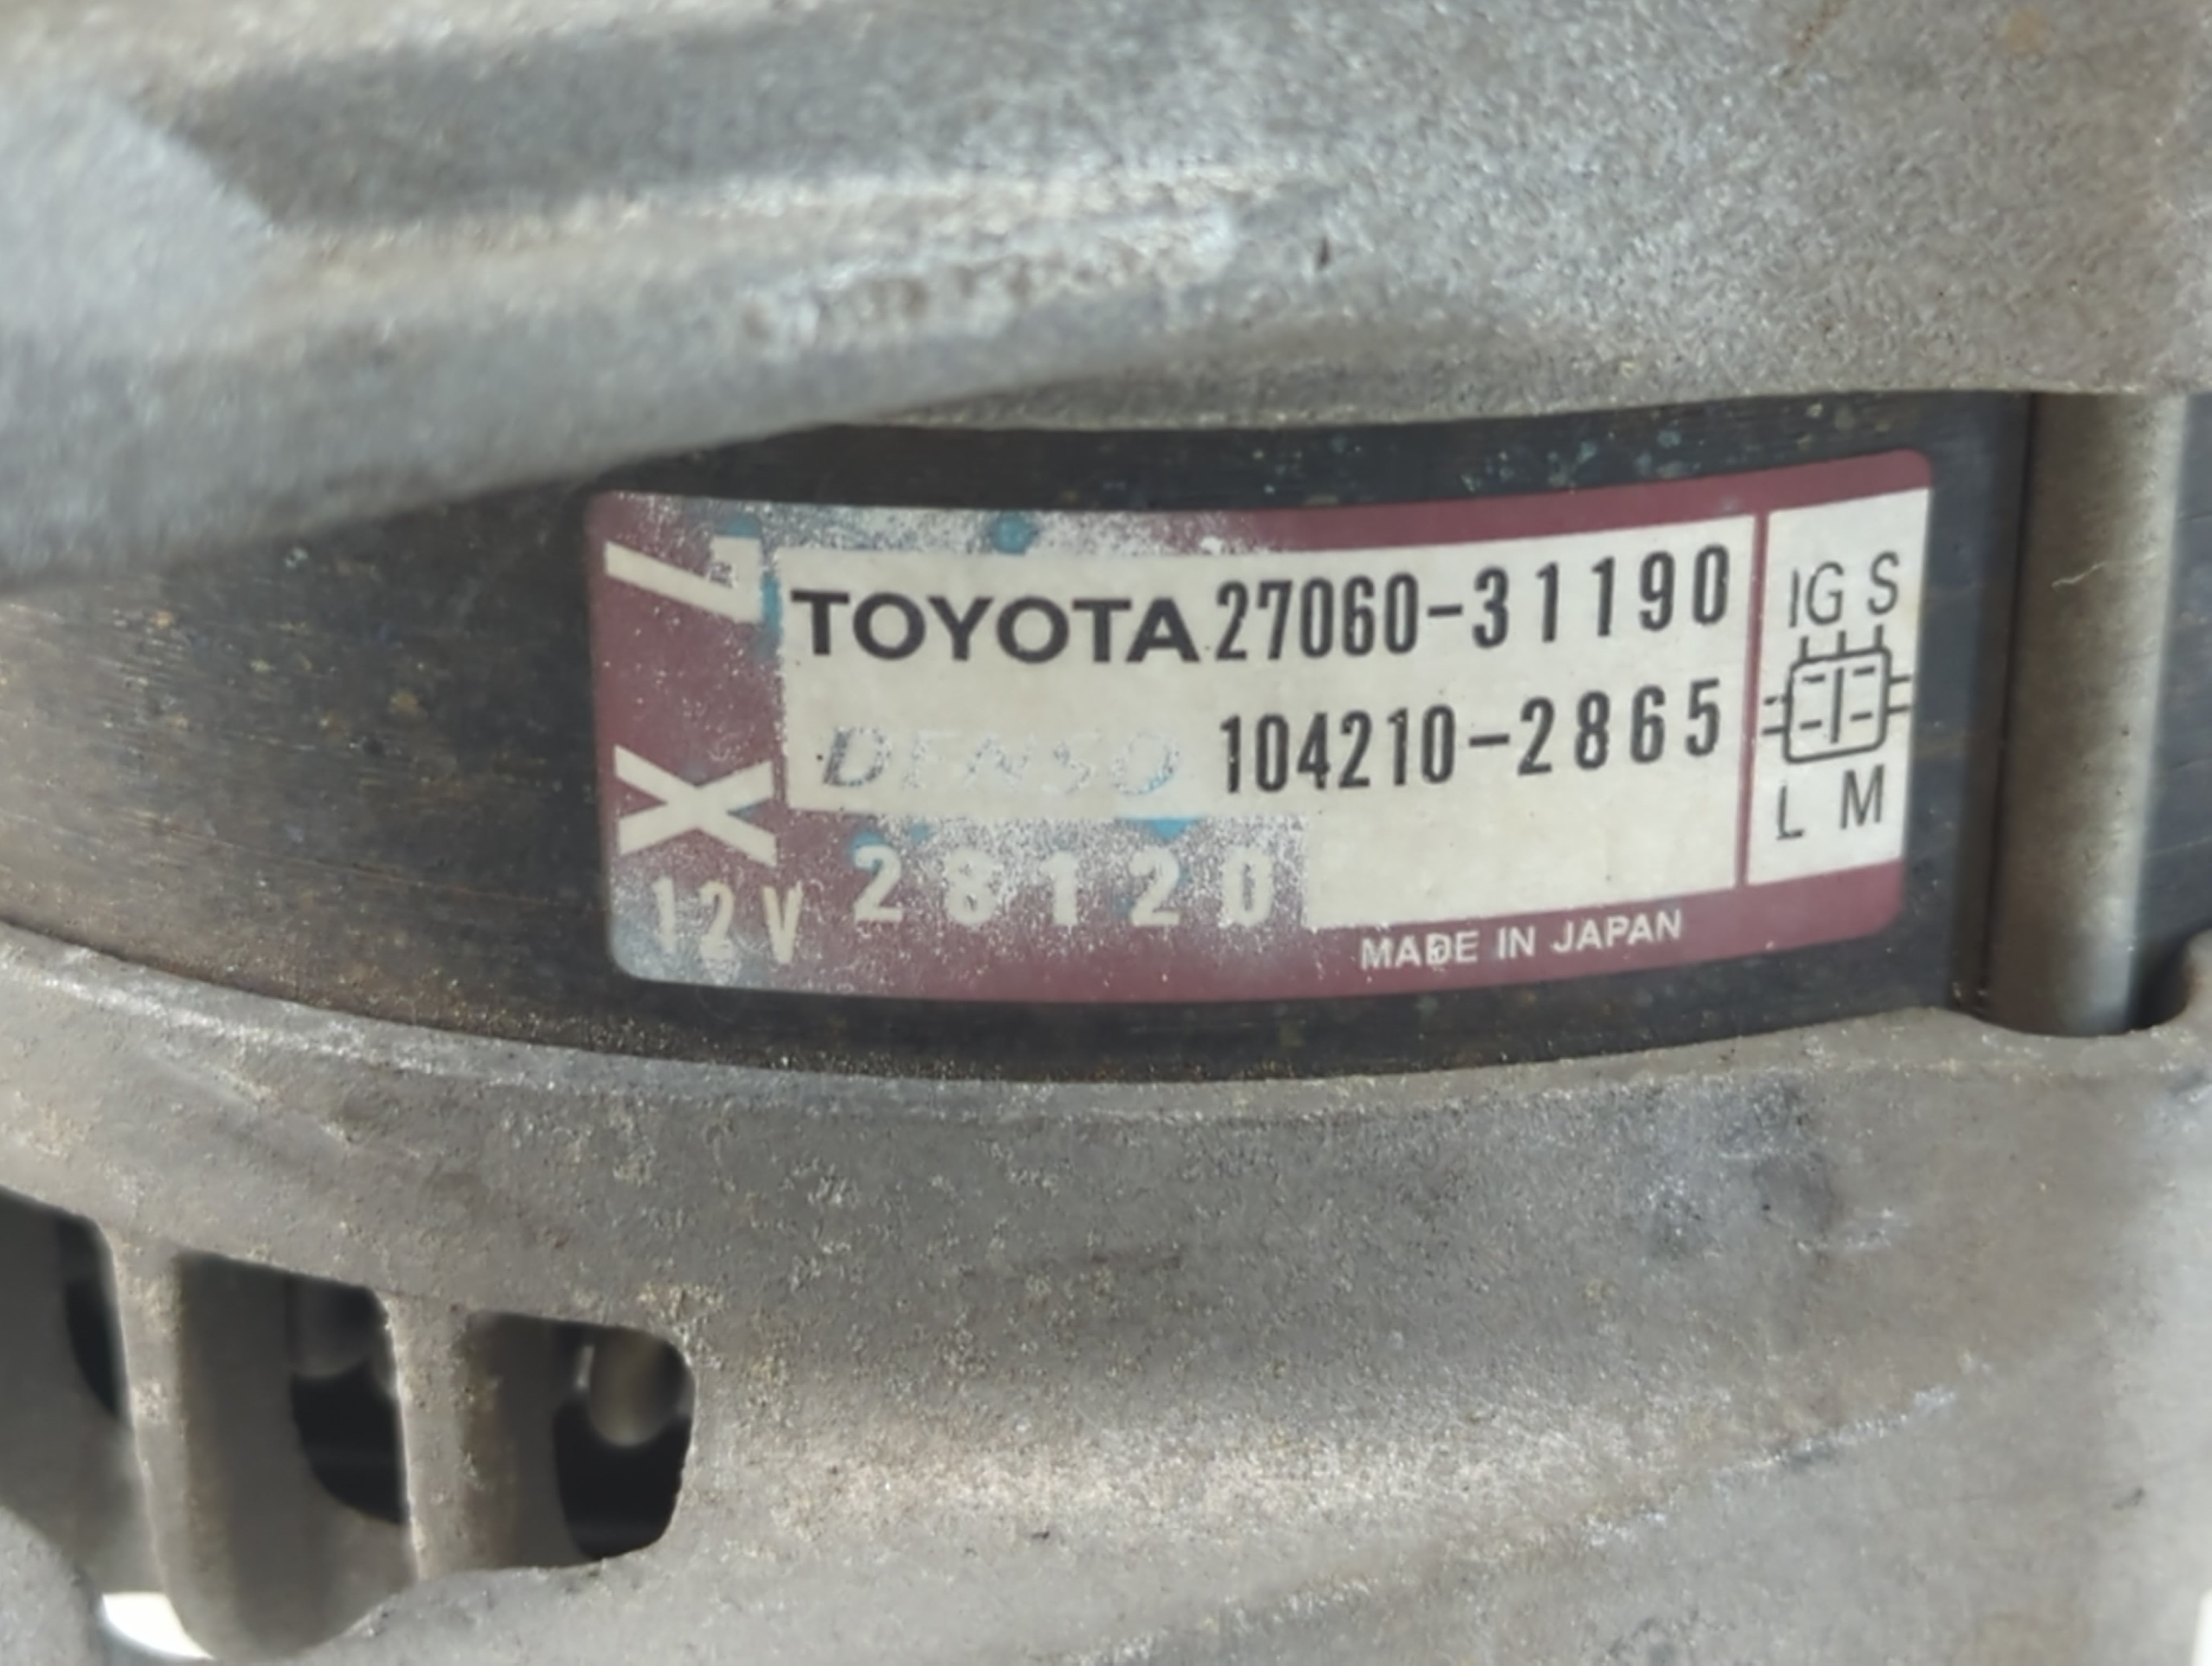 TOYOTA 27060-31190
DENSO 104210-2865
12V 28120
MADE IN JAPAN
IG S
L M